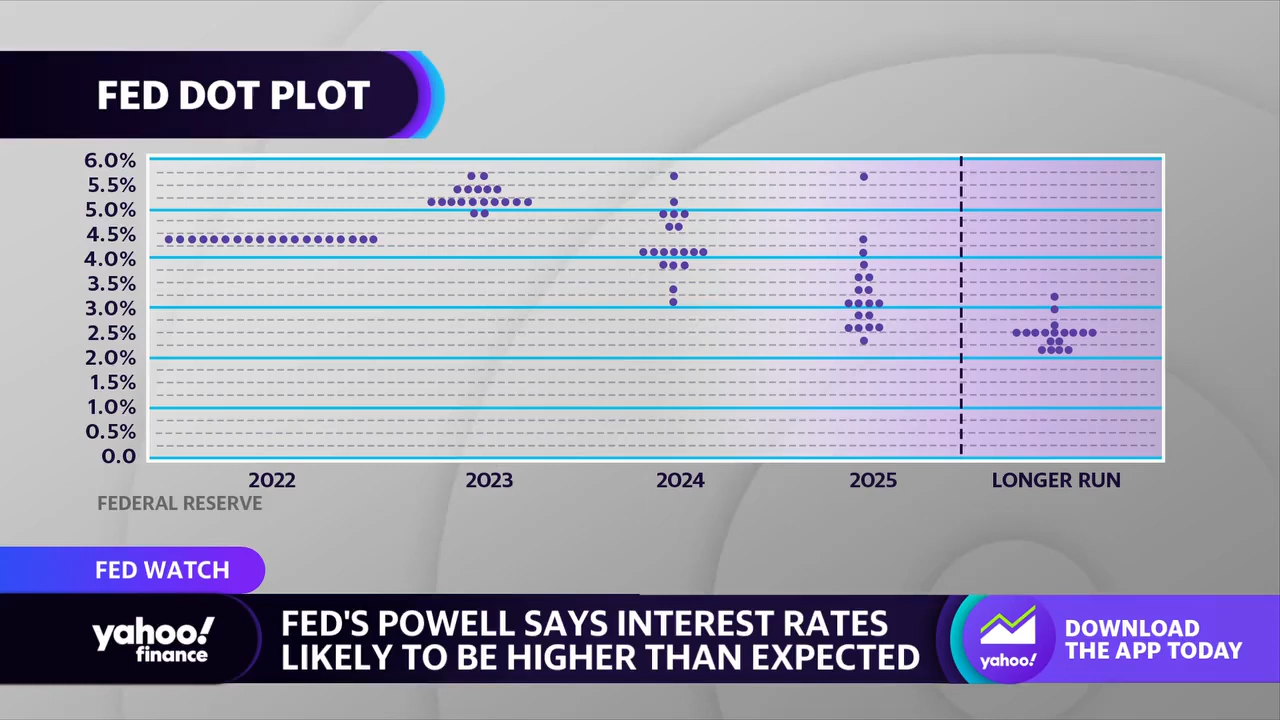 FED DOT PLOT
6.0%
5.5%
5.0%
4.5%
4.0%
3.5%
3.0%
2.5%
2.0%
1.5%
1.0%
0.5%
0.0
2022 2023 2024 2025 LONGER RUN
FEDERAL RESERVE
FED WATCH
yahoo!
finance
FED'S POWELL SAYS INTEREST RATES
LIKELY TO BE HIGHER THAN EXPECTED
yahoo!
DOWNLOAD
THE APP TODAY